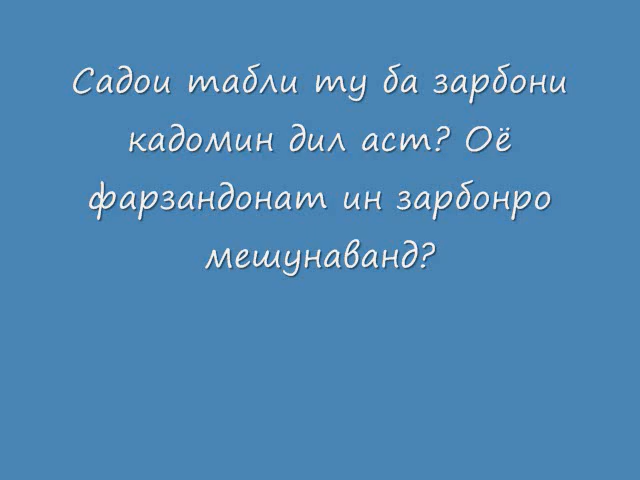 Садои табли ту ба зарбони
кадомин дил аст? Оё
фарзандонат ин зарбонро
мешунаванд?